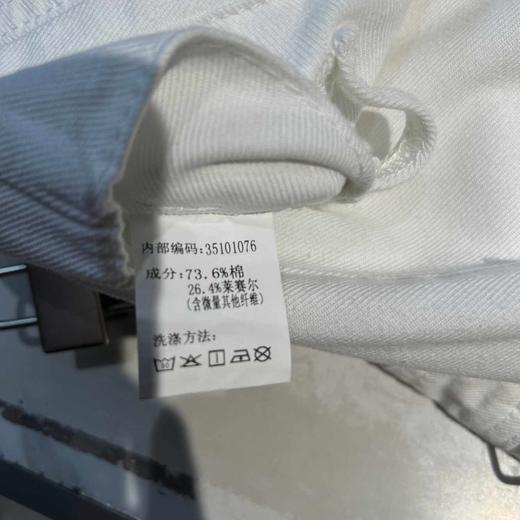 内部编码:35101076
成分:73.6%棉
26.4%莱赛尔
(含微量其他纤维)
洗涤方法: